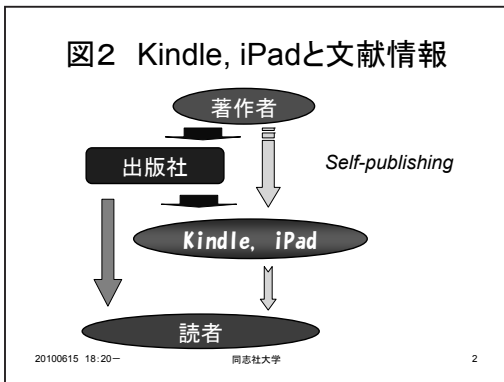 図2 Kindle, iPadと文献情報
著作者
出版社
Self-publishing
Kindle, iPad
読者
20100615 18:20－
同志社大学
2